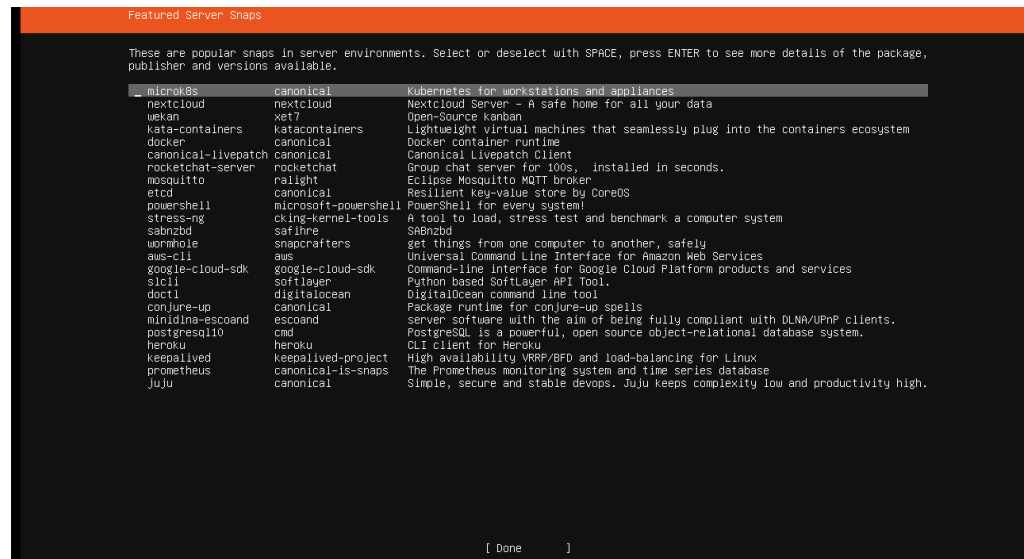 Featured Server Snaps
These are popular snaps in server environments. Select or deselect with SPACE, press ENTER to see more details of the package,
publisher and versions available.
_ microk8s canonical Kubernetes for workstations and appliances
nextcloud nextcloud Nextcloud Server - A safe home for all your data
wekan xet7 Open-Source kanban
kata-containers katacontainers Lightweight virtual machines that seamlessly plug into the containers ecosystem
docker canonical Docker container runtime
canonical-livepatch canonical Canonical Livepatch Client
rocketchat-server rocketchat Group chat server for 100s, installed in seconds.
mosquitto ralight Eclipse Mosquitto MQTT broker
etcd canonical Resilient key-value store by CoreOS
powershell microsoft-powershell PowerShell for every system!
stress-ng cking-kernel-tools A tool to load, stress test and benchmark a computer system
sabnzbd safihre SABnzbd
wormhole snapcrafters get things from one computer to another, safely
aws-cli aws Universal Command Line Interface for Amazon Web Services
google-cloud-sdk google-cloud-sdk Command-line interface for Google Cloud Platform products and services
slcli softlayer Python based SoftLayer API Tool.
doctl digitalocean DigitalOcean command line tool
conjure-up canonical Package runtime for conjure-up spells
minidlna-escoand escoand server software with the aim of being fully compliant with DLNA/UPnP clients.
postgresql10 cmd PostgreSQL is a powerful, open source object-relational database system.
heroku heroku CLI client for Heroku
keepalived keepalived-project High availability VRRP/BFD and load-balancing for Linux
prometheus canonical-is-snaps The Prometheus monitoring system and time series database
juju canonical Simple, secure and stable devops. Juju keeps complexity low and productivity high.
[ Done ]